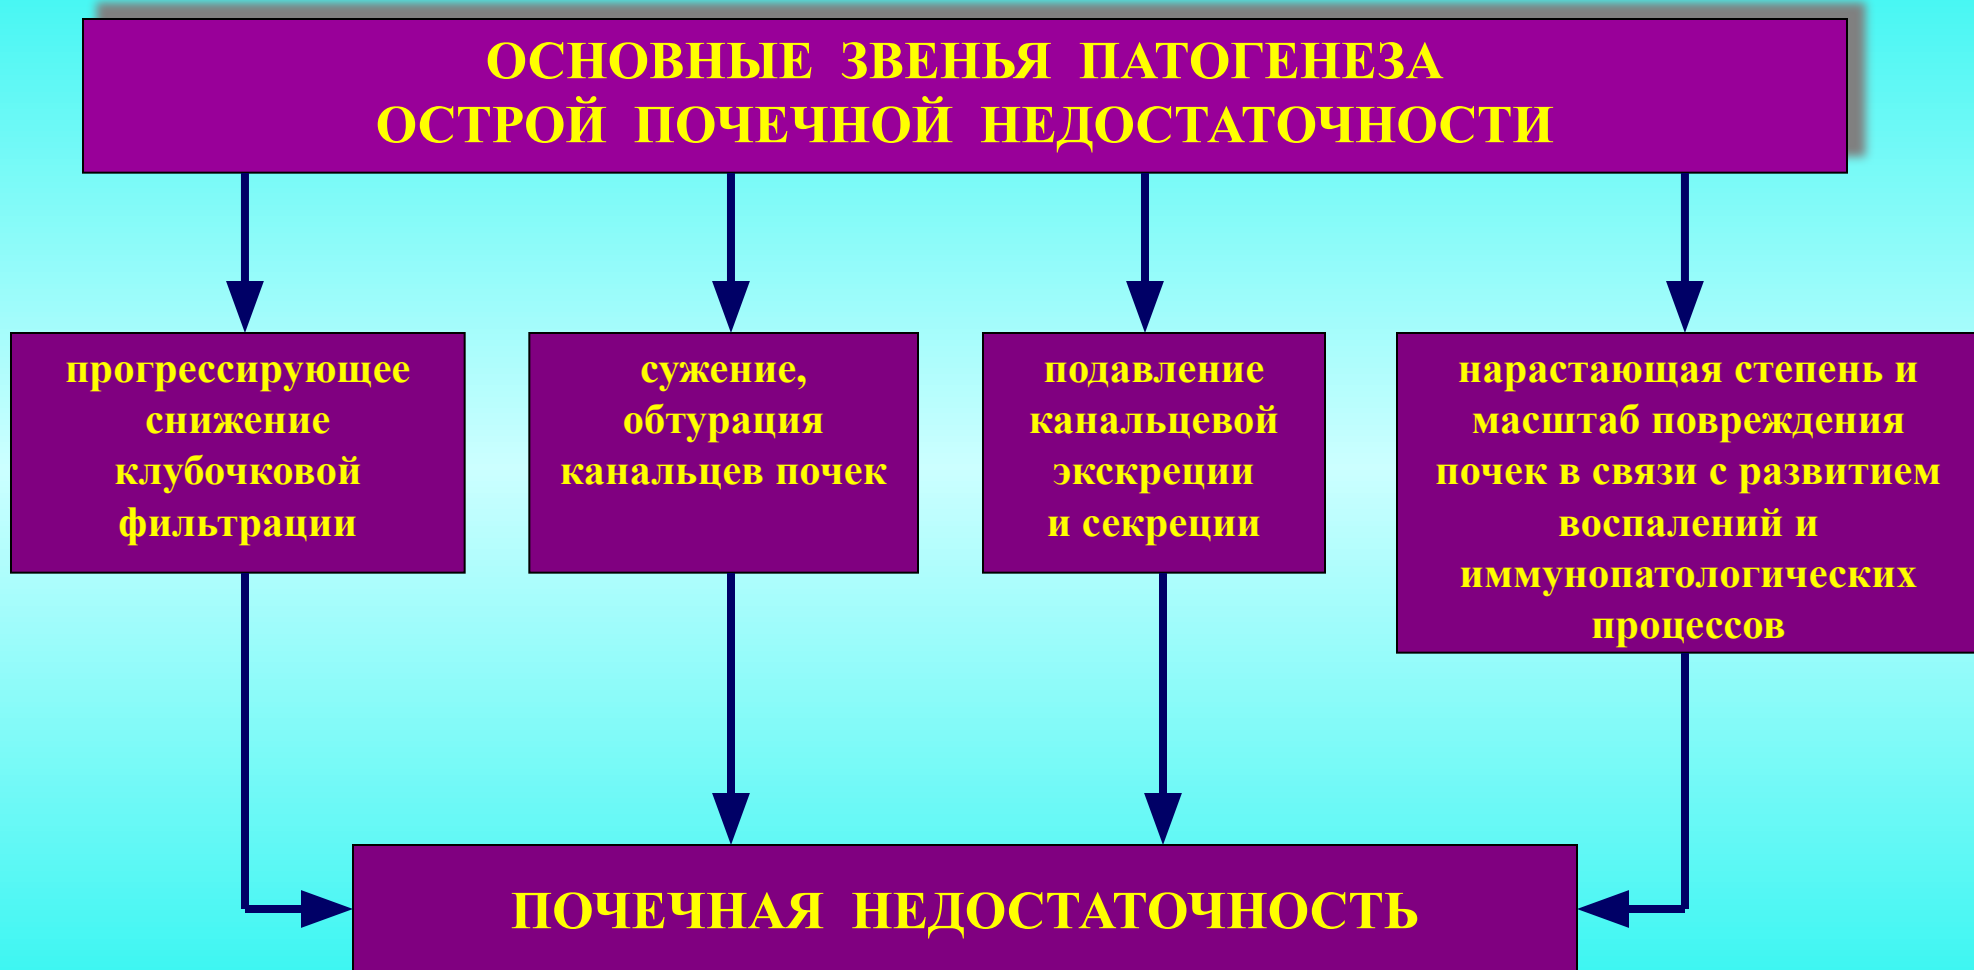 ОСНОВНЫЕ ЗВЕНЬЯ ПАТОГЕНЕЗА
ОСТРОЙ ПОЧЕЧНОЙ НЕДОСТАТОЧНОСТИ
прогрессирующее
снижение
клубочковой
фильтрации
сужение,
обтурация
канальцев почек
подавление
канальцевой
экскреции
и секреции
нарастающая степень и
масштаб повреждения
почек в связи с развитием
воспалений и
иммунопатологических
процессов
ПОЧЕЧНАЯ НЕДОСТАТОЧНОСТЬ